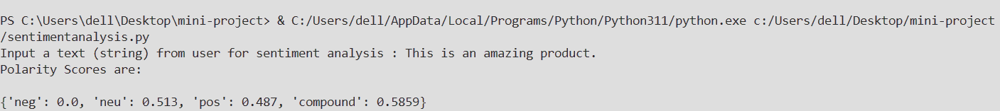 PS C:\Users\dell\Desktop\mini-project> & C:/Users/dell/AppData/Local/Programs/Python/Python311/python.exe c:/Users/dell/Desktop/mini-project
/sentimentanalysis.py
Input a text (string) from user for sentiment analysis : This is an amazing product.
Polarity Scores are:
{'neg': 0.0, 'neu': 0.513, 'pos': 0.487, 'compound': 0.5859}